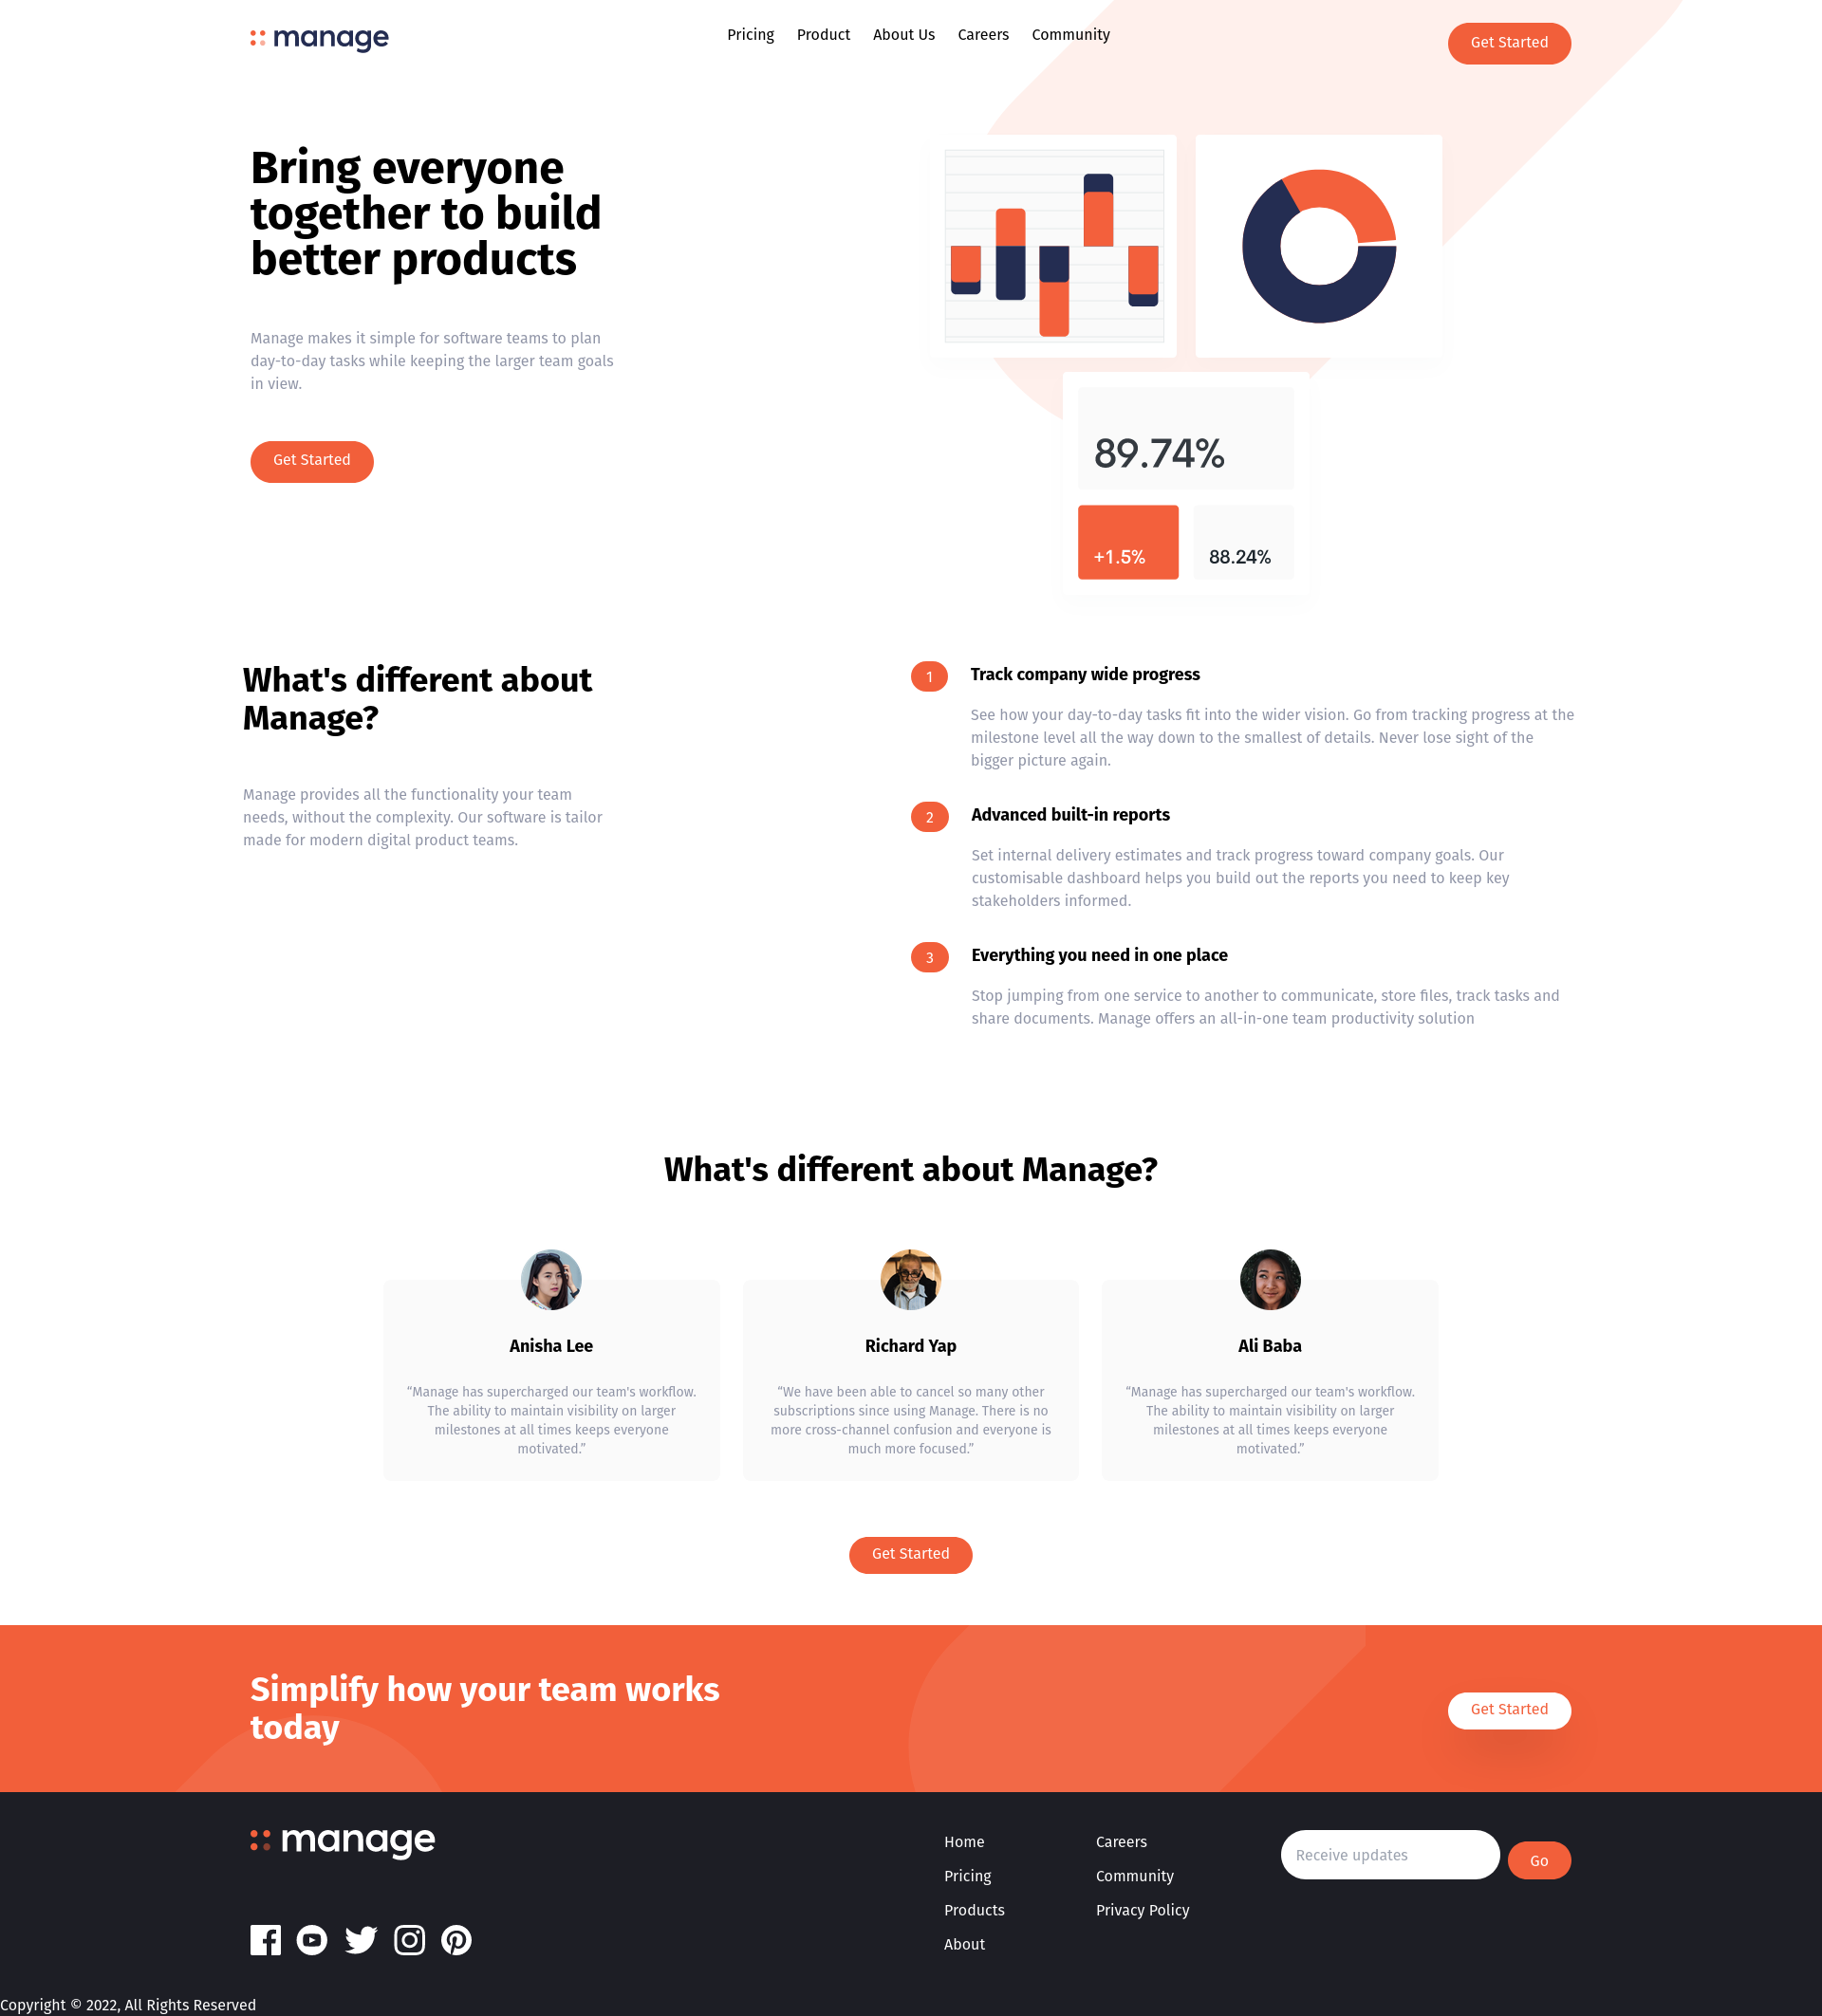 manage
Pricing Product About Us Careers Community
Get Started
Bring everyone
together to build
better products
Manage makes it simple for software teams to plan
day-to-day tasks while keeping the larger team goals
in view.
Get Started
89.74%
+1.5%
88.24%
What's different about
Manage?
Manage provides all the functionality your team
needs, without the complexity. Our software is tailor
made for modern digital product teams.
1
Track company wide progress
See how your day-to-day tasks fit into the wider vision. Go from tracking progress at the
milestone level all the way down to the smallest of details. Never lose sight of the
bigger picture again.
2
Advanced built-in reports
Set internal delivery estimates and track progress toward company goals. Our
customisable dashboard helps you build out the reports you need to keep key
stakeholders informed.
3
Everything you need in one place
Stop jumping from one service to another to communicate, store files, track tasks and
share documents. Manage offers an all-in-one team productivity solution
What's different about Manage?
Anisha Lee
“Manage has supercharged our team's workflow.
The ability to maintain visibility on larger
milestones at all times keeps everyone
motivated.”
Richard Yap
“We have been able to cancel so many other
subscriptions since using Manage. There is no
more cross-channel confusion and everyone is
much more focused.”
Ali Baba
“Manage has supercharged our team's workflow.
The ability to maintain visibility on larger
milestones at all times keeps everyone
motivated.”
Get Started
Simplify how your team works
today
Get Started
manage
Home
Pricing
Products
About
Careers
Community
Privacy Policy
Receive updates
Go
Copyright © 2022, All Rights Reserved